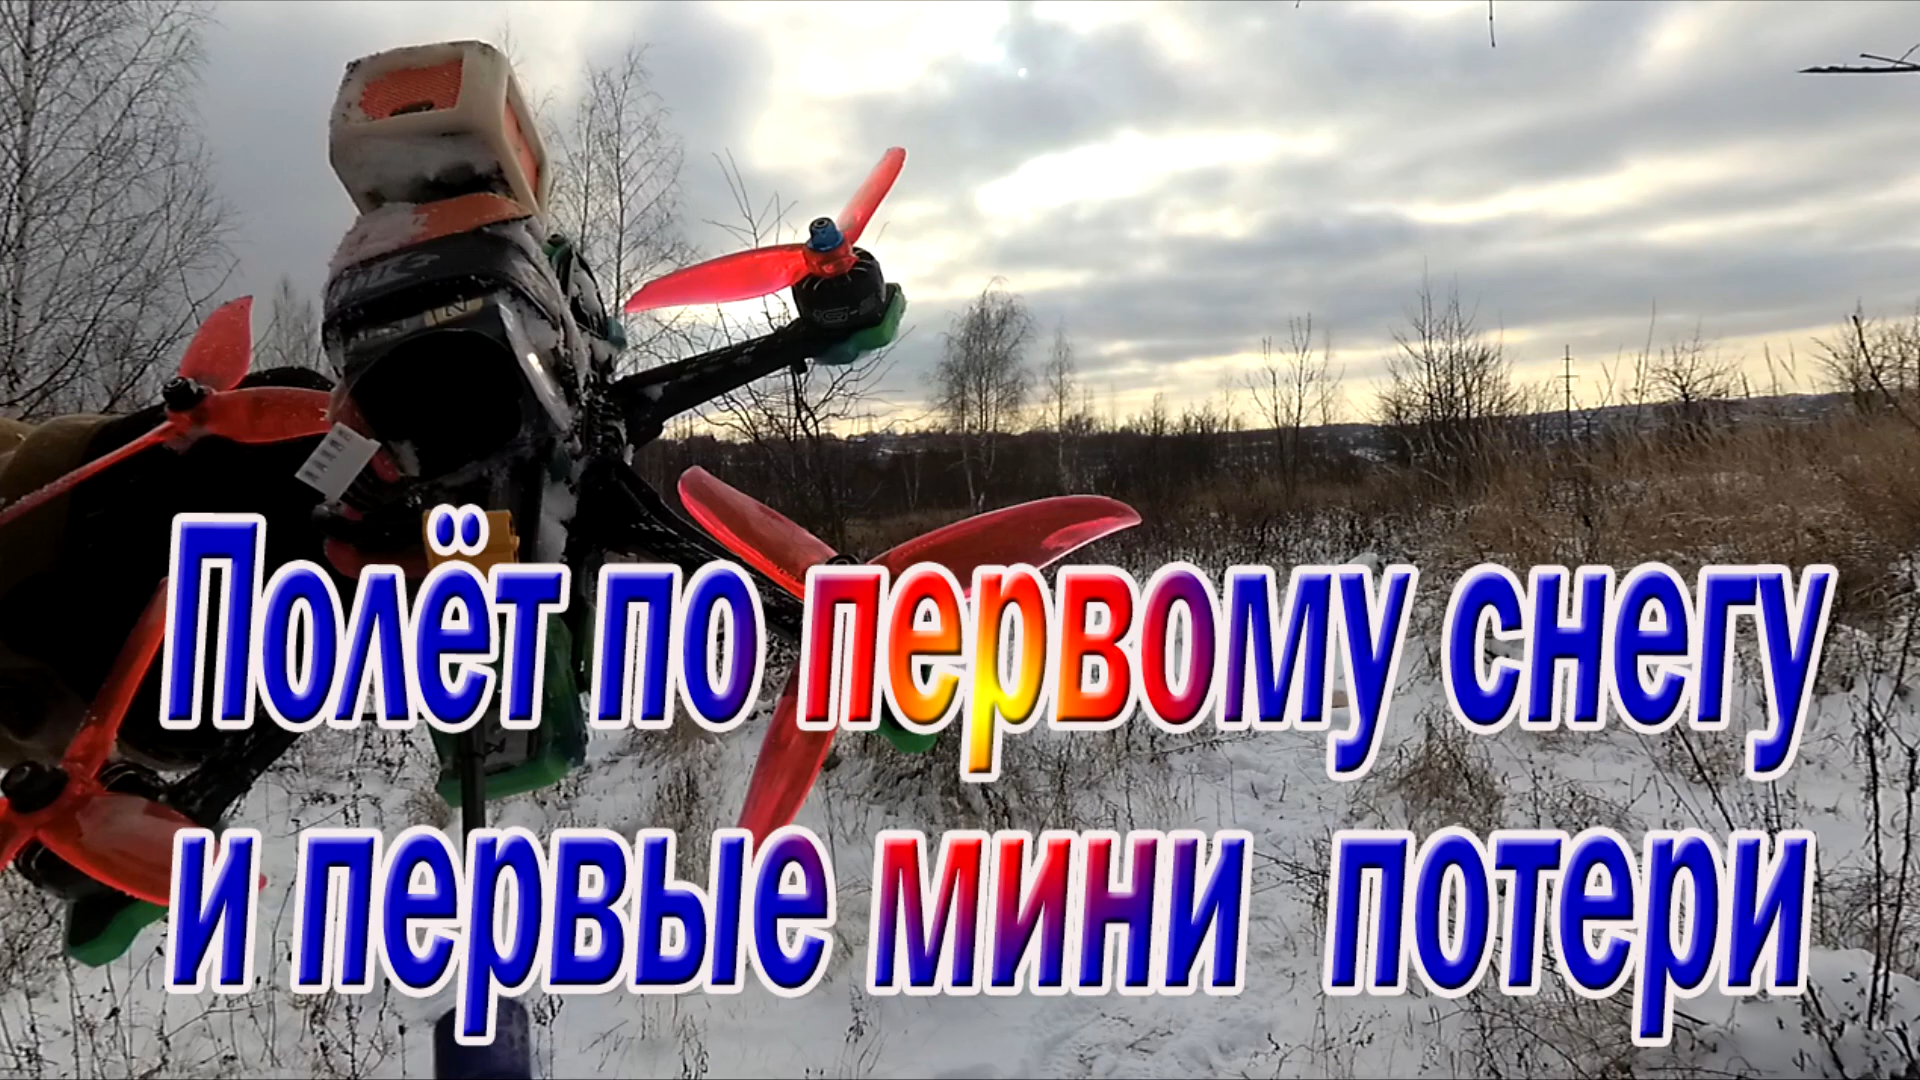 Полёт по первому снегу
и первые мини потери